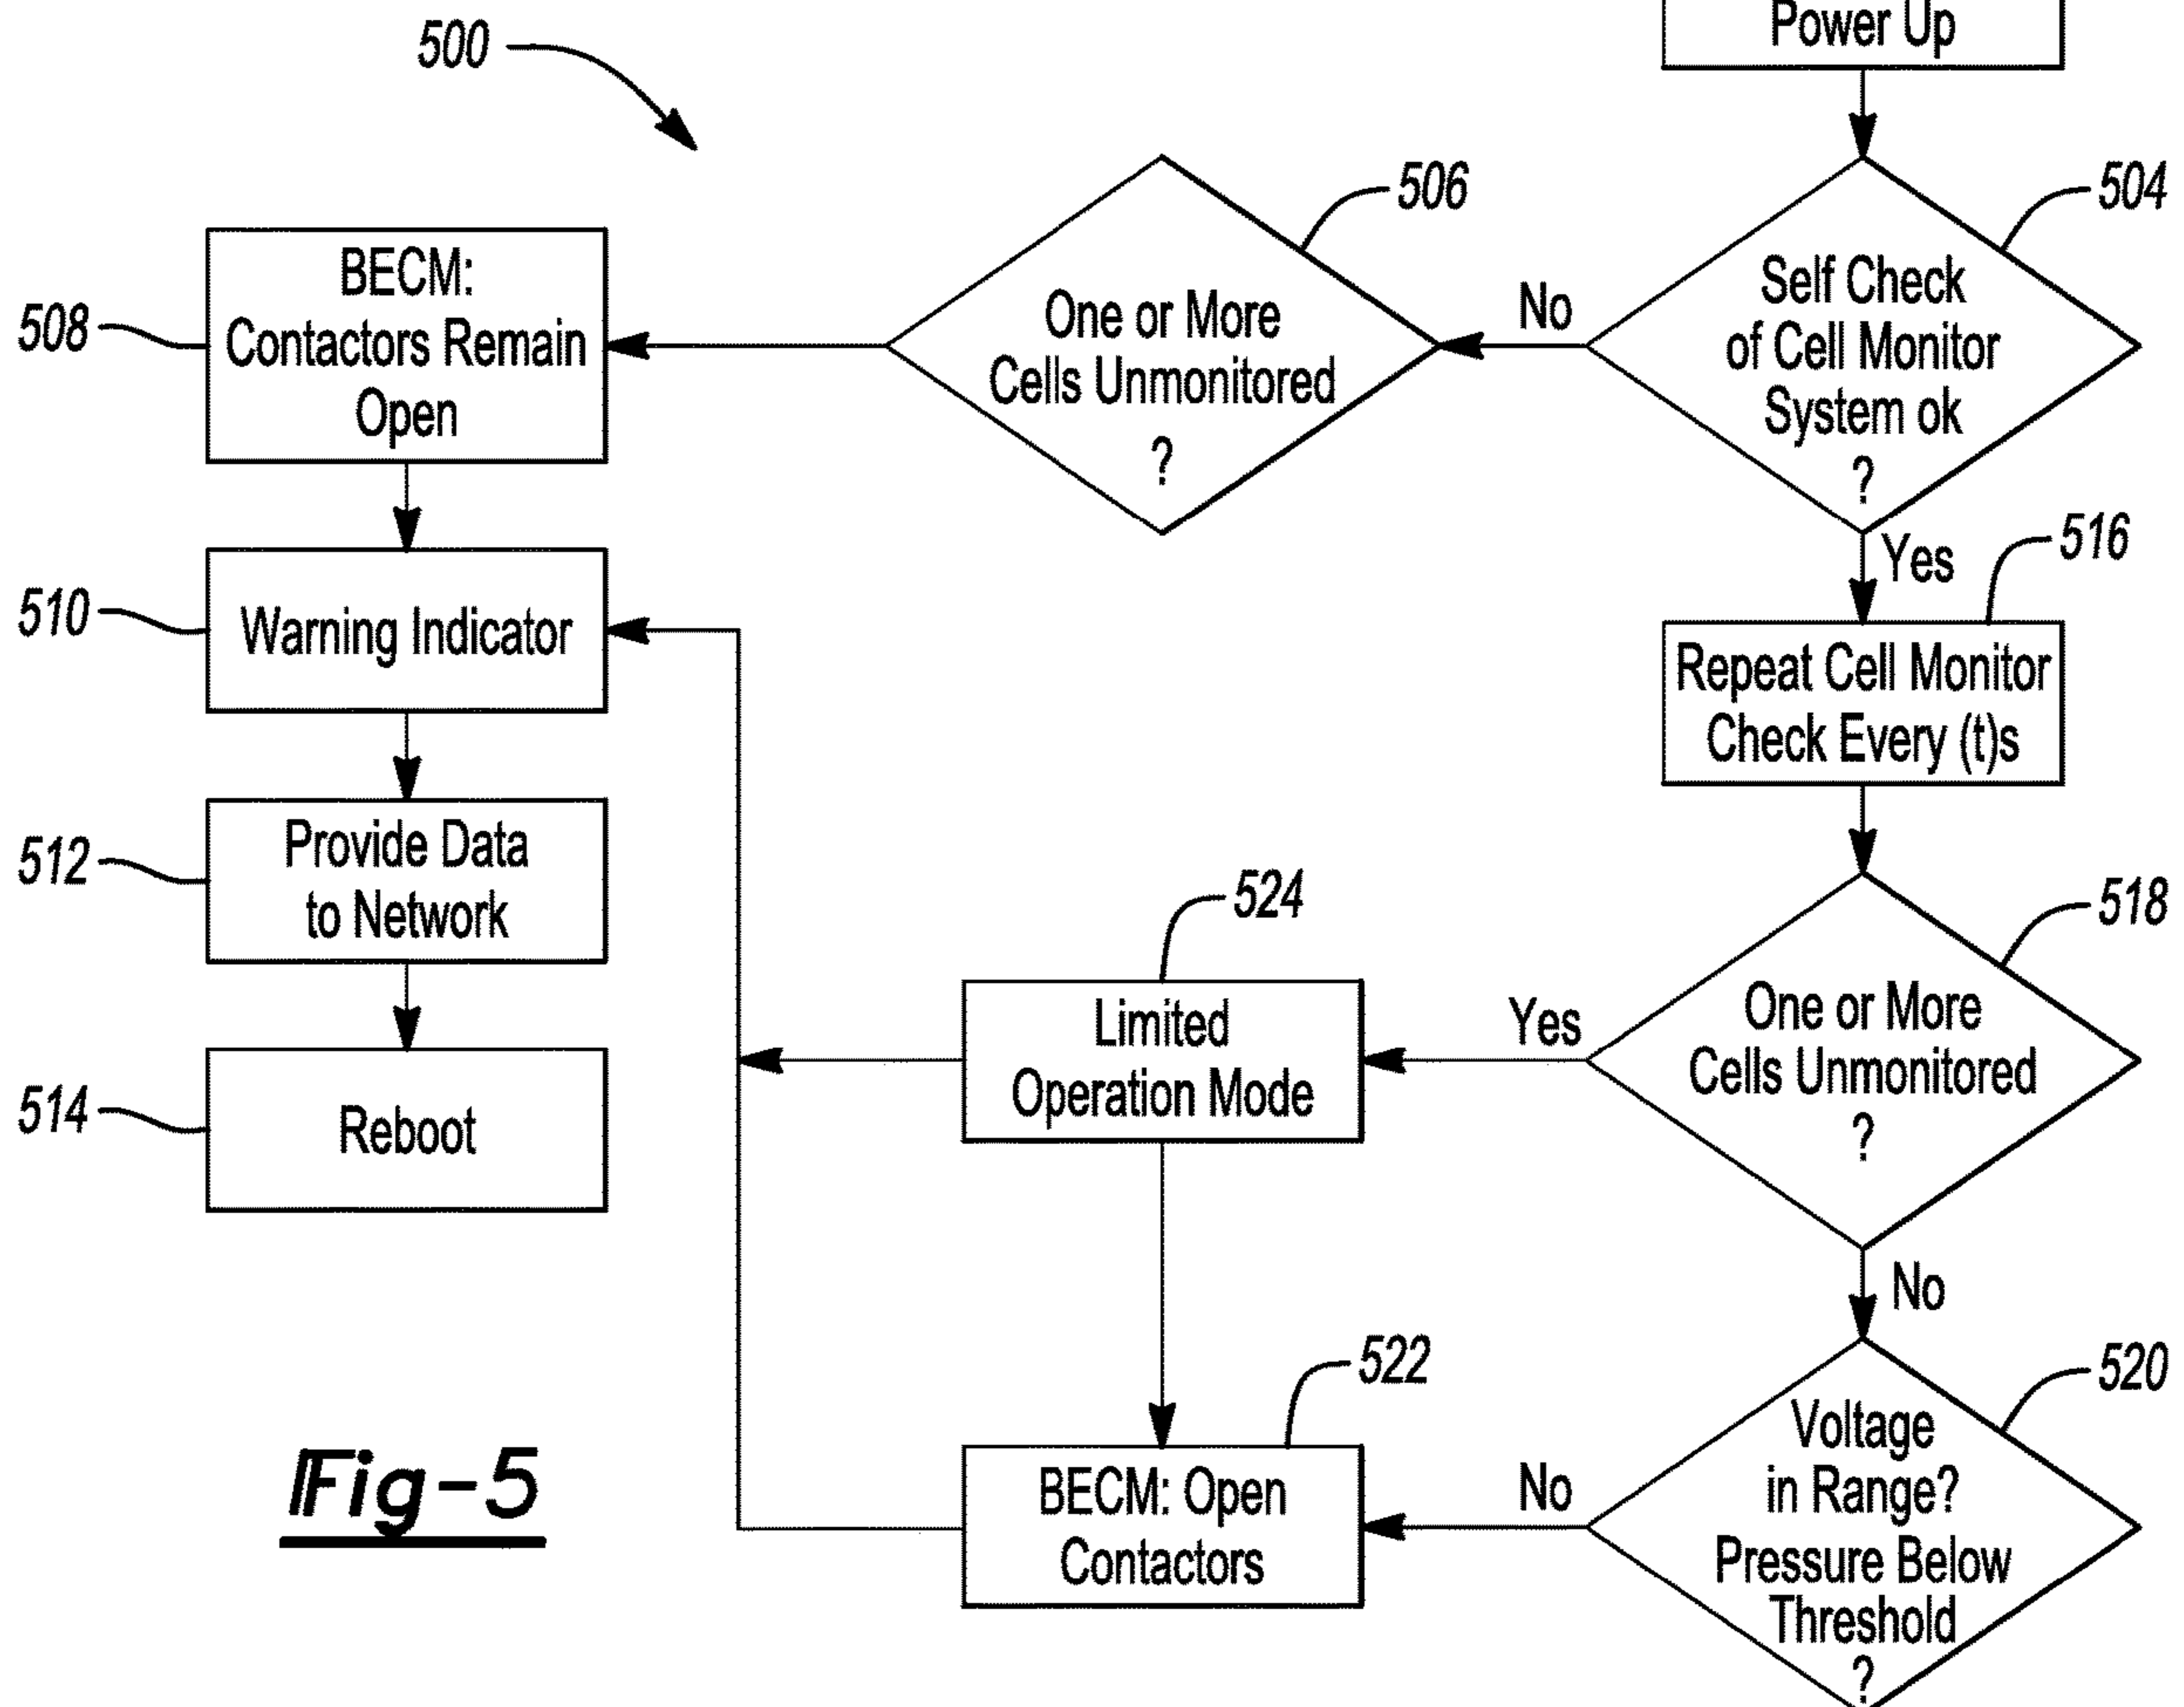 500
Power Up
504
Self Check
of Cell Monitor
System ok
?
No
Yes
506
One or More
Cells Unmonitored
?
508
BECM:
Contactors Remain
Open
510
Warning Indicator
512
Provide Data
to Network
514
Reboot
516
Repeat Cell Monitor
Check Every (t)s
518
One or More
Cells Unmonitored
?
Yes
No
524
Limited
Operation Mode
520
Voltage
in Range?
Pressure Below
Threshold
?
No
522
BECM: Open
Contactors
Fig-5